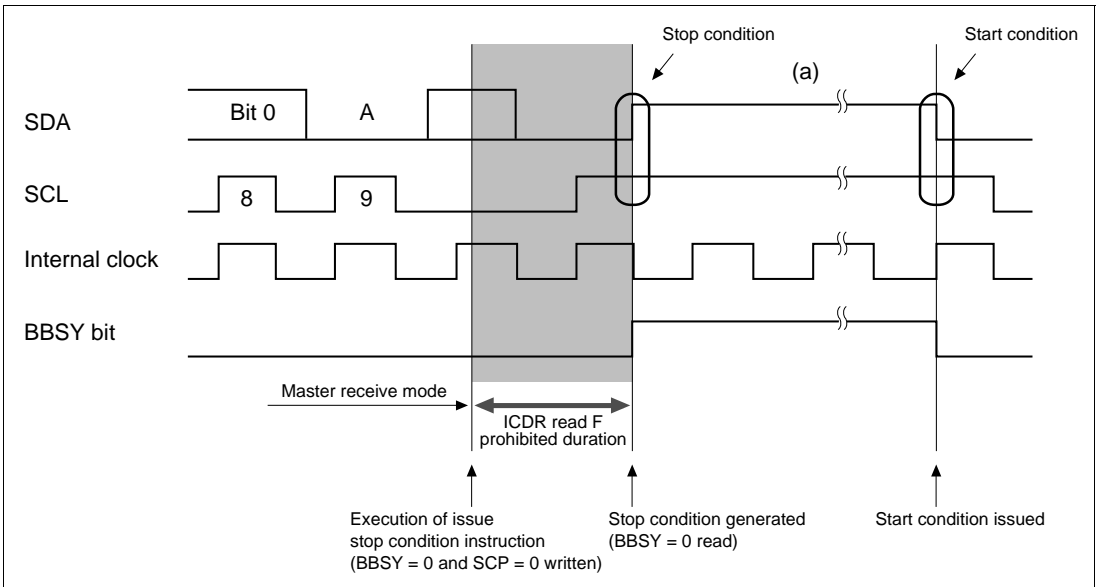 Stop condition
Start condition
(a)
SDA
Bit 0
A
SCL
8
9
Internal clock
BBSY bit
Master receive mode
ICDR read F
prohibited duration
Execution of issue
stop condition instruction
(BBSY = 0 and SCP = 0 written)
Stop condition generated
(BBSY = 0 read)
Start condition issued